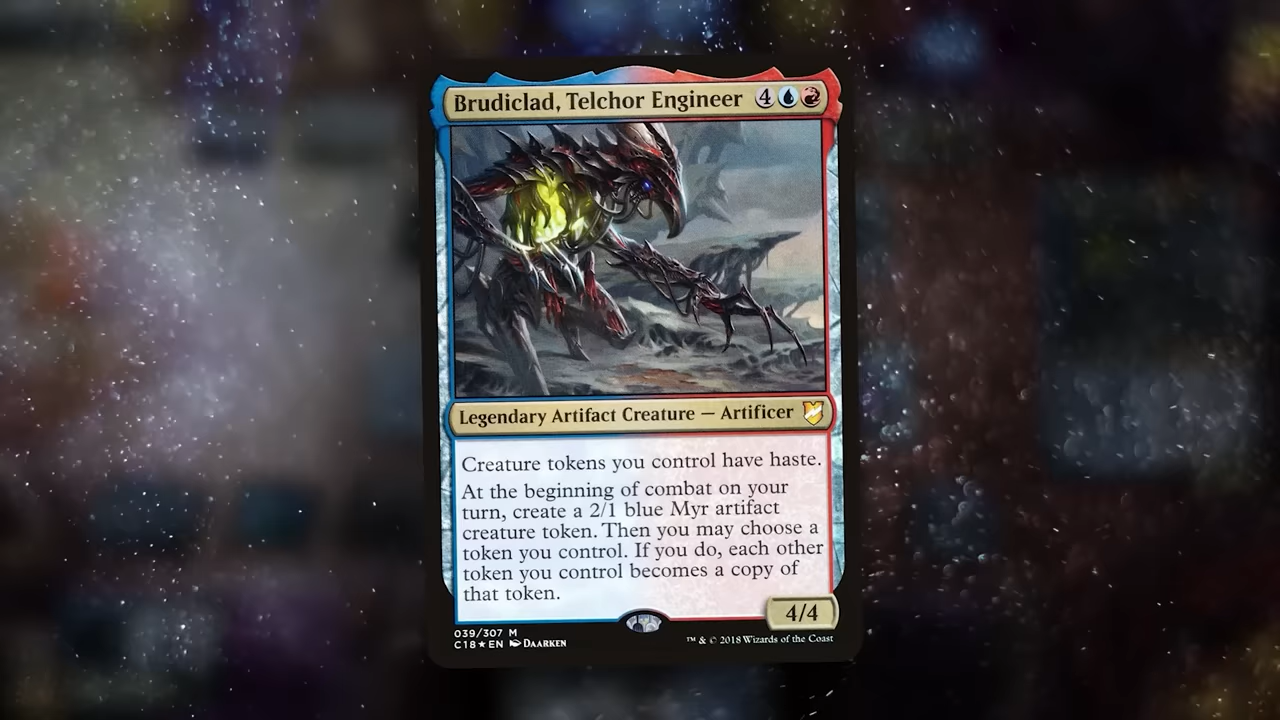 Brudiclad, Telchor Engineer 4
Legendary Artifact Creature — Artificer
Creature tokens you control have haste.
At the beginning of combat on your
turn, create a 2/1 blue Myr artifact
creature token. Then you may choose a
token you control. If you do, each other
token you control becomes a copy of
that token.
4/4
039/307 M
C18★EN Daarken
™ & © 2018 Wizards of the Coast